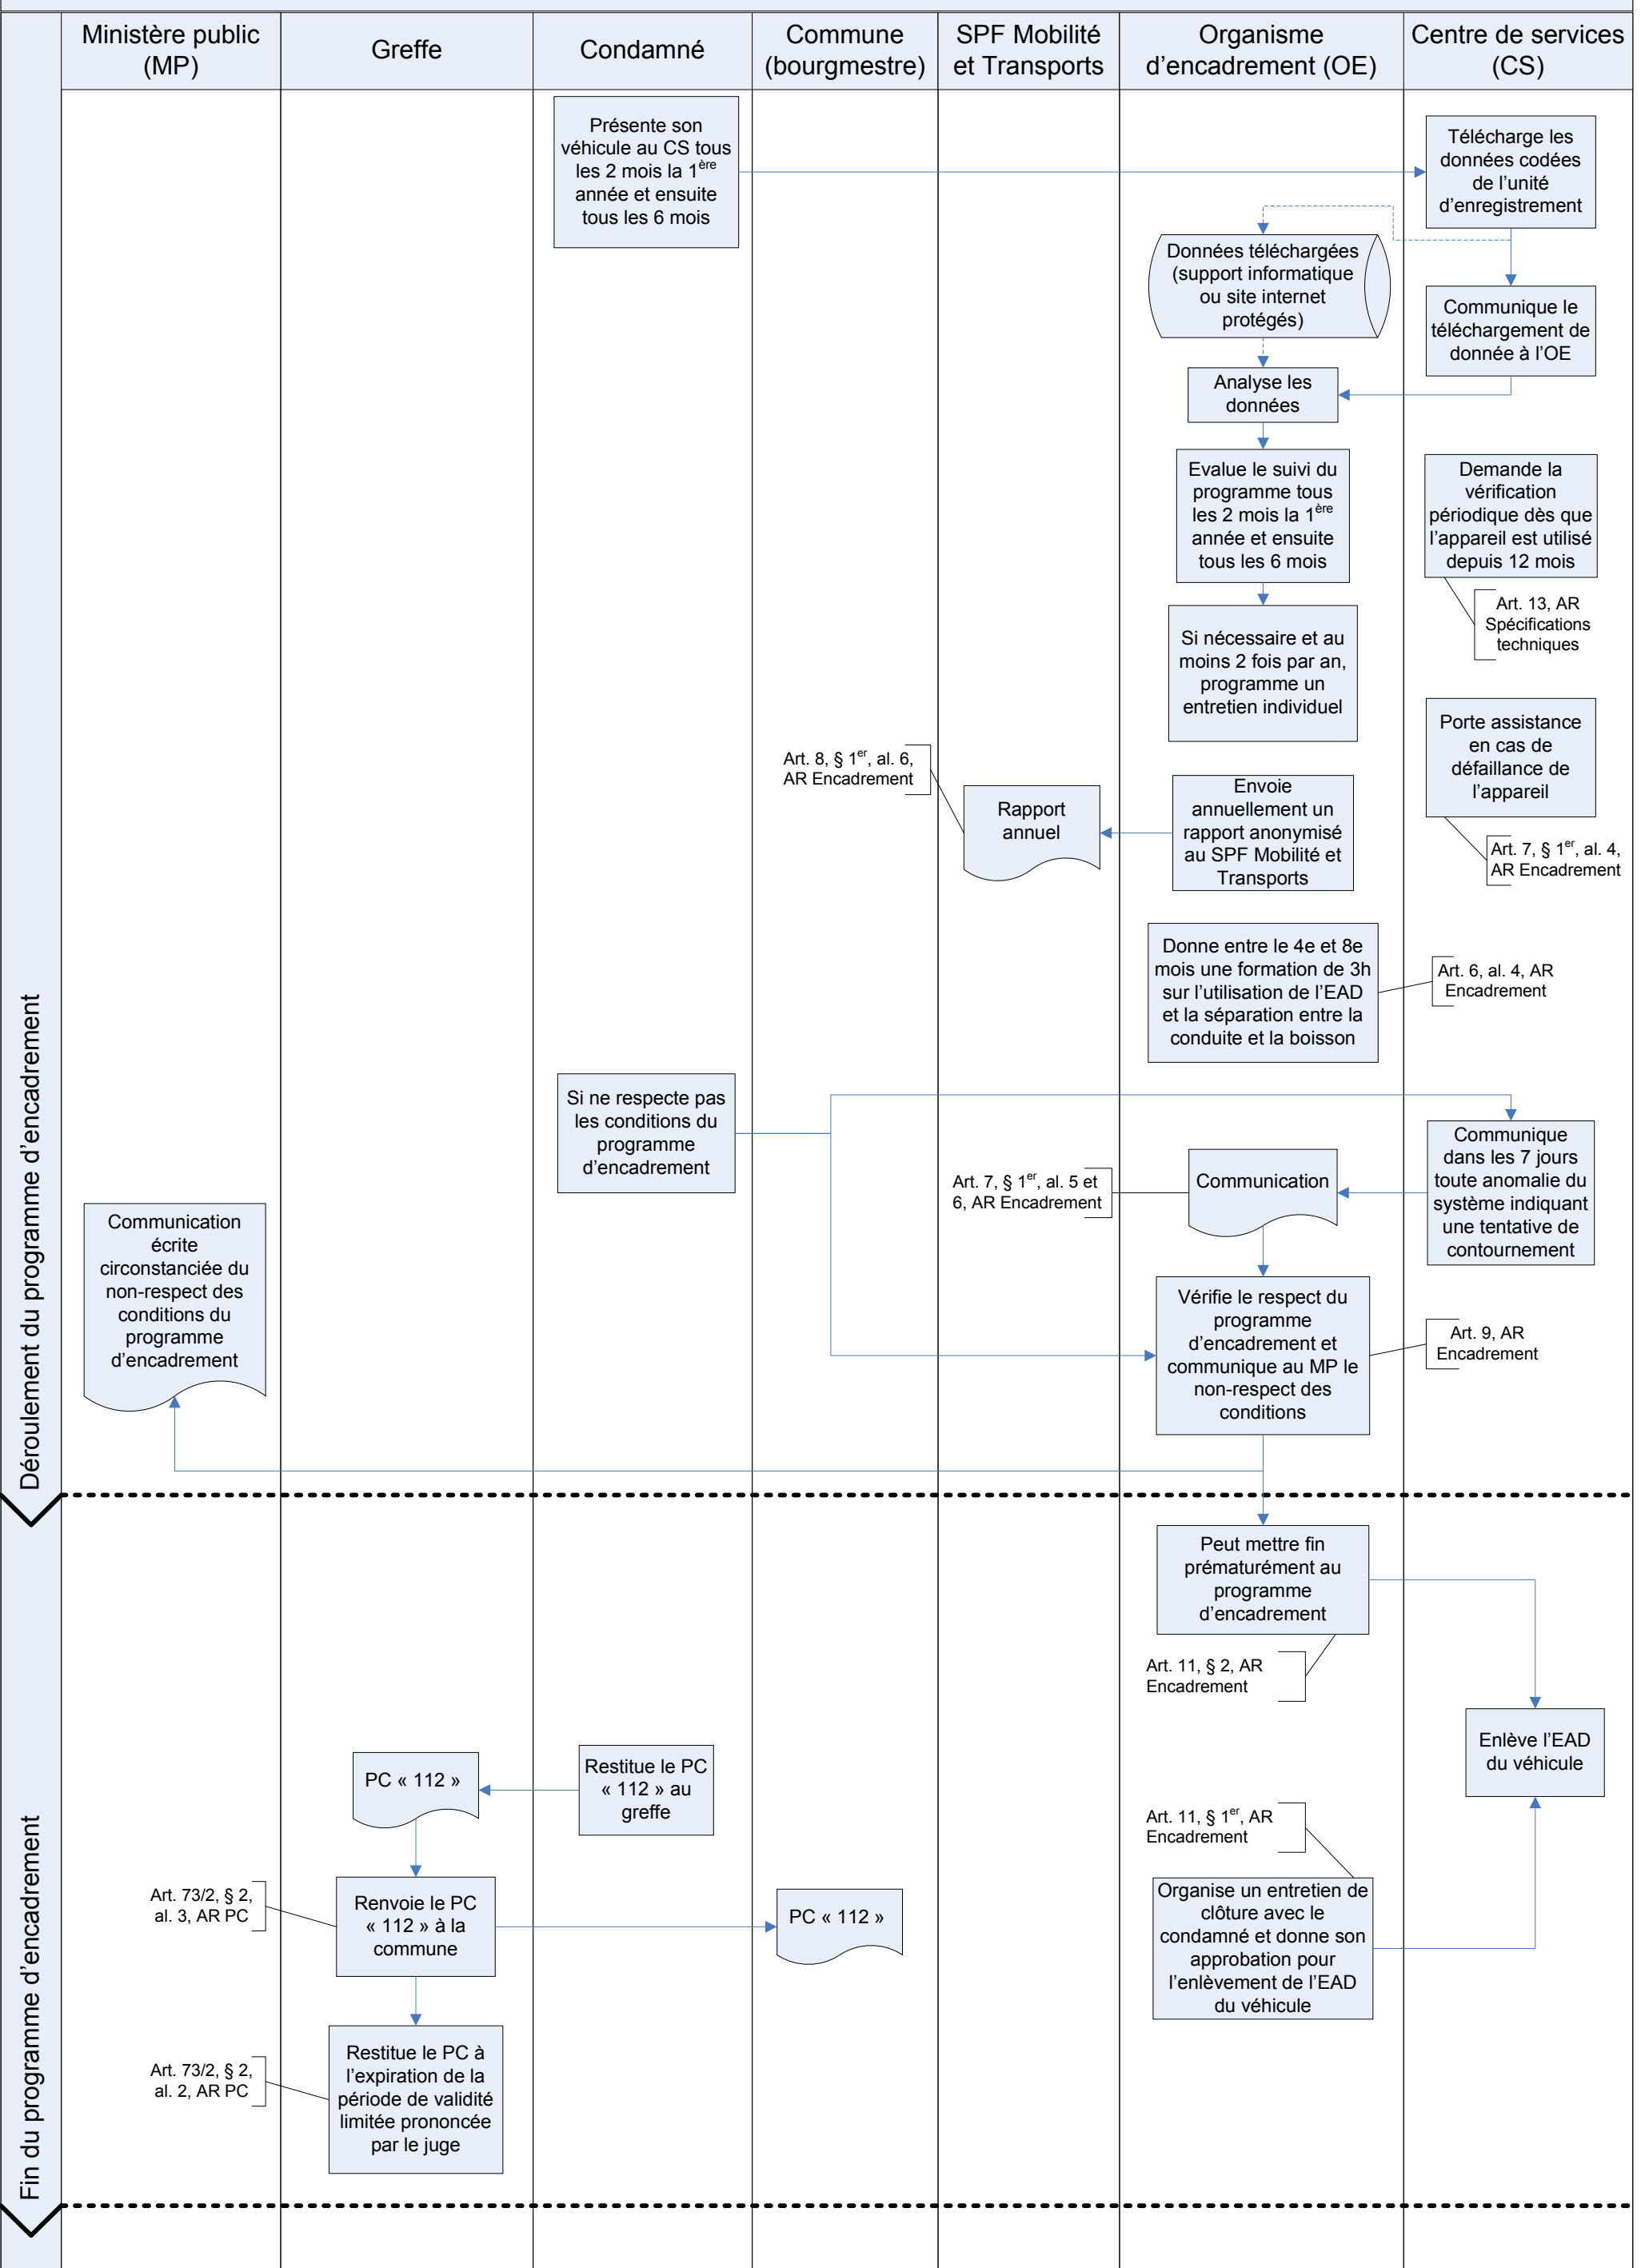 Ministère public
(MP)
Greffe
Condamné
Commune
(bourgmestre)
SPF Mobilité
et Transports
Organisme
d’encadrement (OE)
Centre de services
(CS)
Déroulement du programme d’encadrement
Présente son
véhicule au CS tous
les 2 mois la 1ère
année et ensuite
tous les 6 mois
Télécharge les
données codées
de l’unité
d’enregistrement
Données téléchargées
(support informatique
ou site internet
protégés)
Communique le
téléchargement de
donnée à l’OE
Analyse les
données
Evalue le suivi du
programme tous
les 2 mois la 1ère
année et ensuite
tous les 6 mois
Demande la
vérification
périodique dès que
l’appareil est utilisé
depuis 12 mois
Art. 13, AR
Spécifications
techniques
Si nécessaire et au
moins 2 fois par an,
programme un
entretien individuel
Porte assistance
en cas de
défaillance de
l’appareil
Art. 7, § 1er, al. 4,
AR Encadrement
Art. 8, § 1er, al. 6,
AR Encadrement
Rapport
annuel
Envoie
annuellement un
rapport anonymisé
au SPF Mobilité et
Transports
Donne entre le 4e et 8e
mois une formation de 3h
sur l’utilisation de l’EAD
et la séparation entre la
conduite et la boisson
Art. 6, al. 4, AR
Encadrement
Si ne respecte pas
les conditions du
programme
d’encadrement
Communique
dans les 7 jours
toute anomalie du
système indiquant
une tentative de
contournement
Communication
Art. 7, § 1er, al. 5 et
6, AR Encadrement
Communication
écrite
circonstanciée du
non-respect des
conditions du
programme
d’encadrement
Vérifie le respect du
programme
d’encadrement et
communique au MP le
non-respect des
conditions
Art. 9, AR
Encadrement
Fin du programme d’encadrement
Peut mettre fin
prématurément au
programme
d’encadrement
Art. 11, § 2, AR
Encadrement
Enlève l’EAD
du véhicule
PC « 112 »
Restitue le PC
« 112 » au
greffe
Art. 11, § 1er, AR
Encadrement
Art. 73/2, § 2,
al. 3, AR PC
Renvoie le PC
« 112 » à la
commune
PC « 112 »
Organise un entretien de
clôture avec le
condamné et donne son
approbation pour
l’enlèvement de l’EAD
du véhicule
Art. 73/2, § 2,
al. 2, AR PC
Restitue le PC à
l’expiration de la
période de validité
limitée prononcée
par le juge